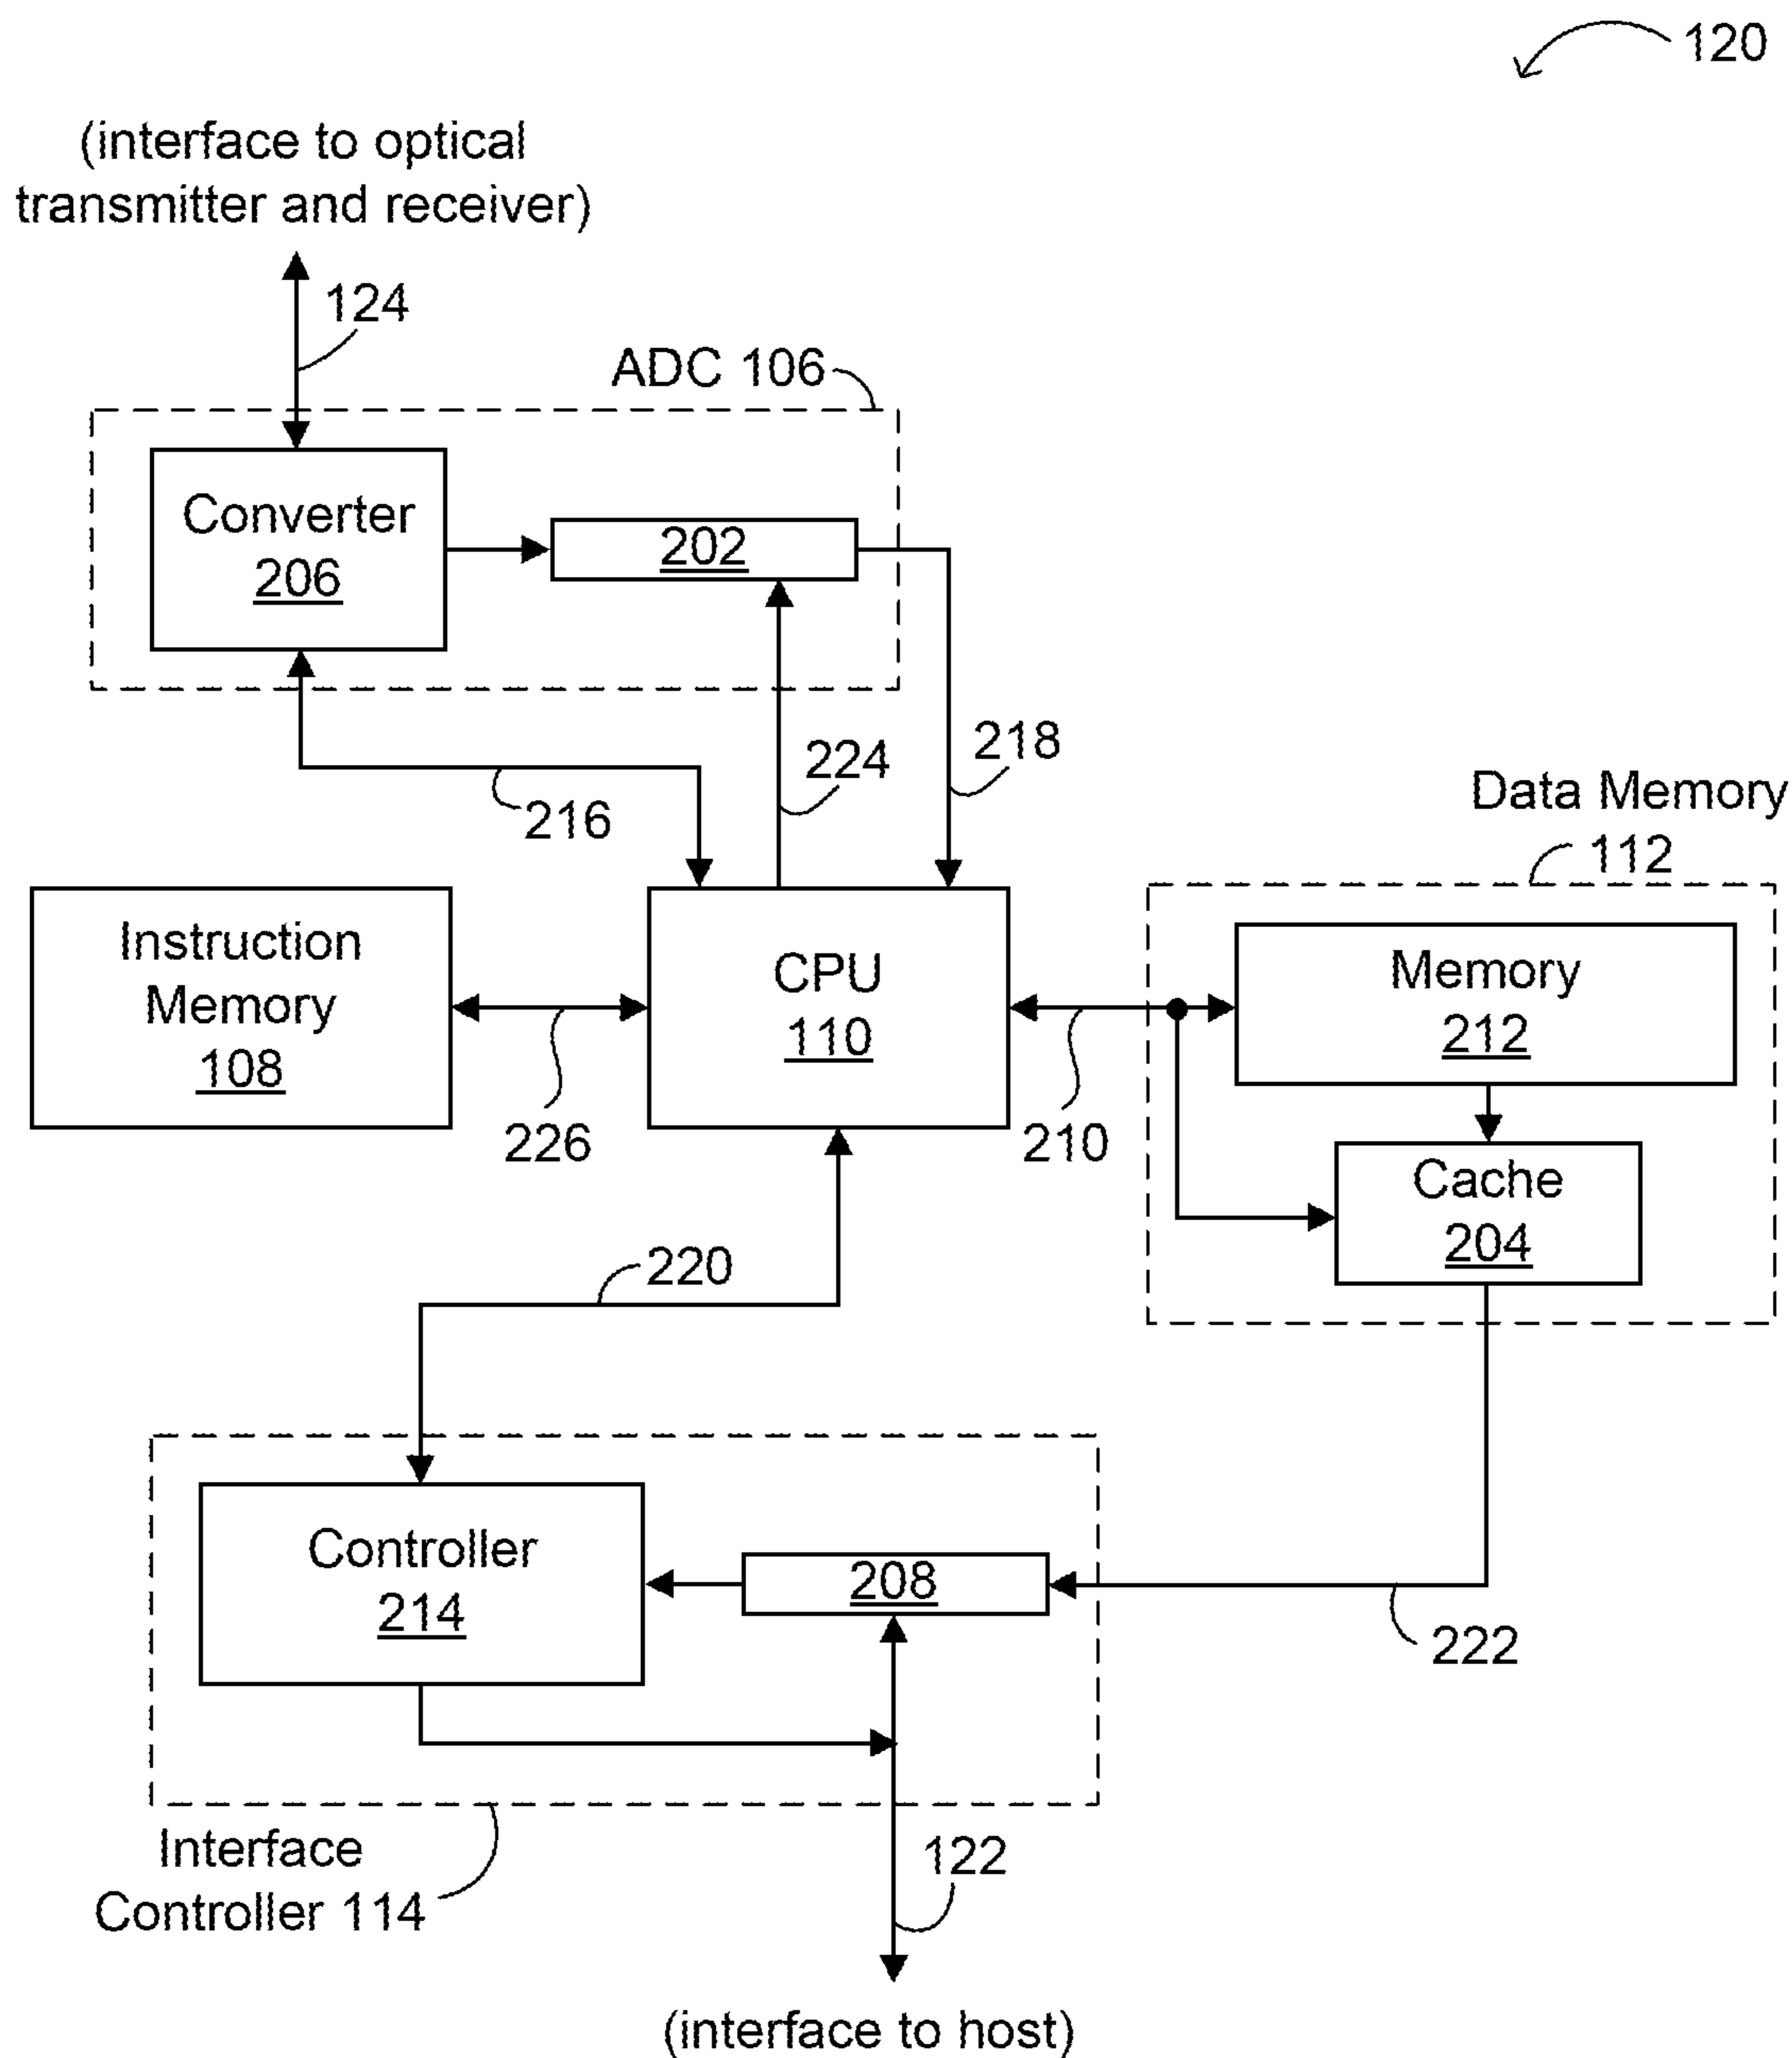 120
(interface to optical
transmitter and receiver)
124
ADC 106
Converter
206
202
218
224
216
Data Memory
112
Instruction
Memory
108
CPU
110
Memory
212
226
210
Cache
204
220
Controller
214
208
222
Interface
Controller 114
122
(interface to host)